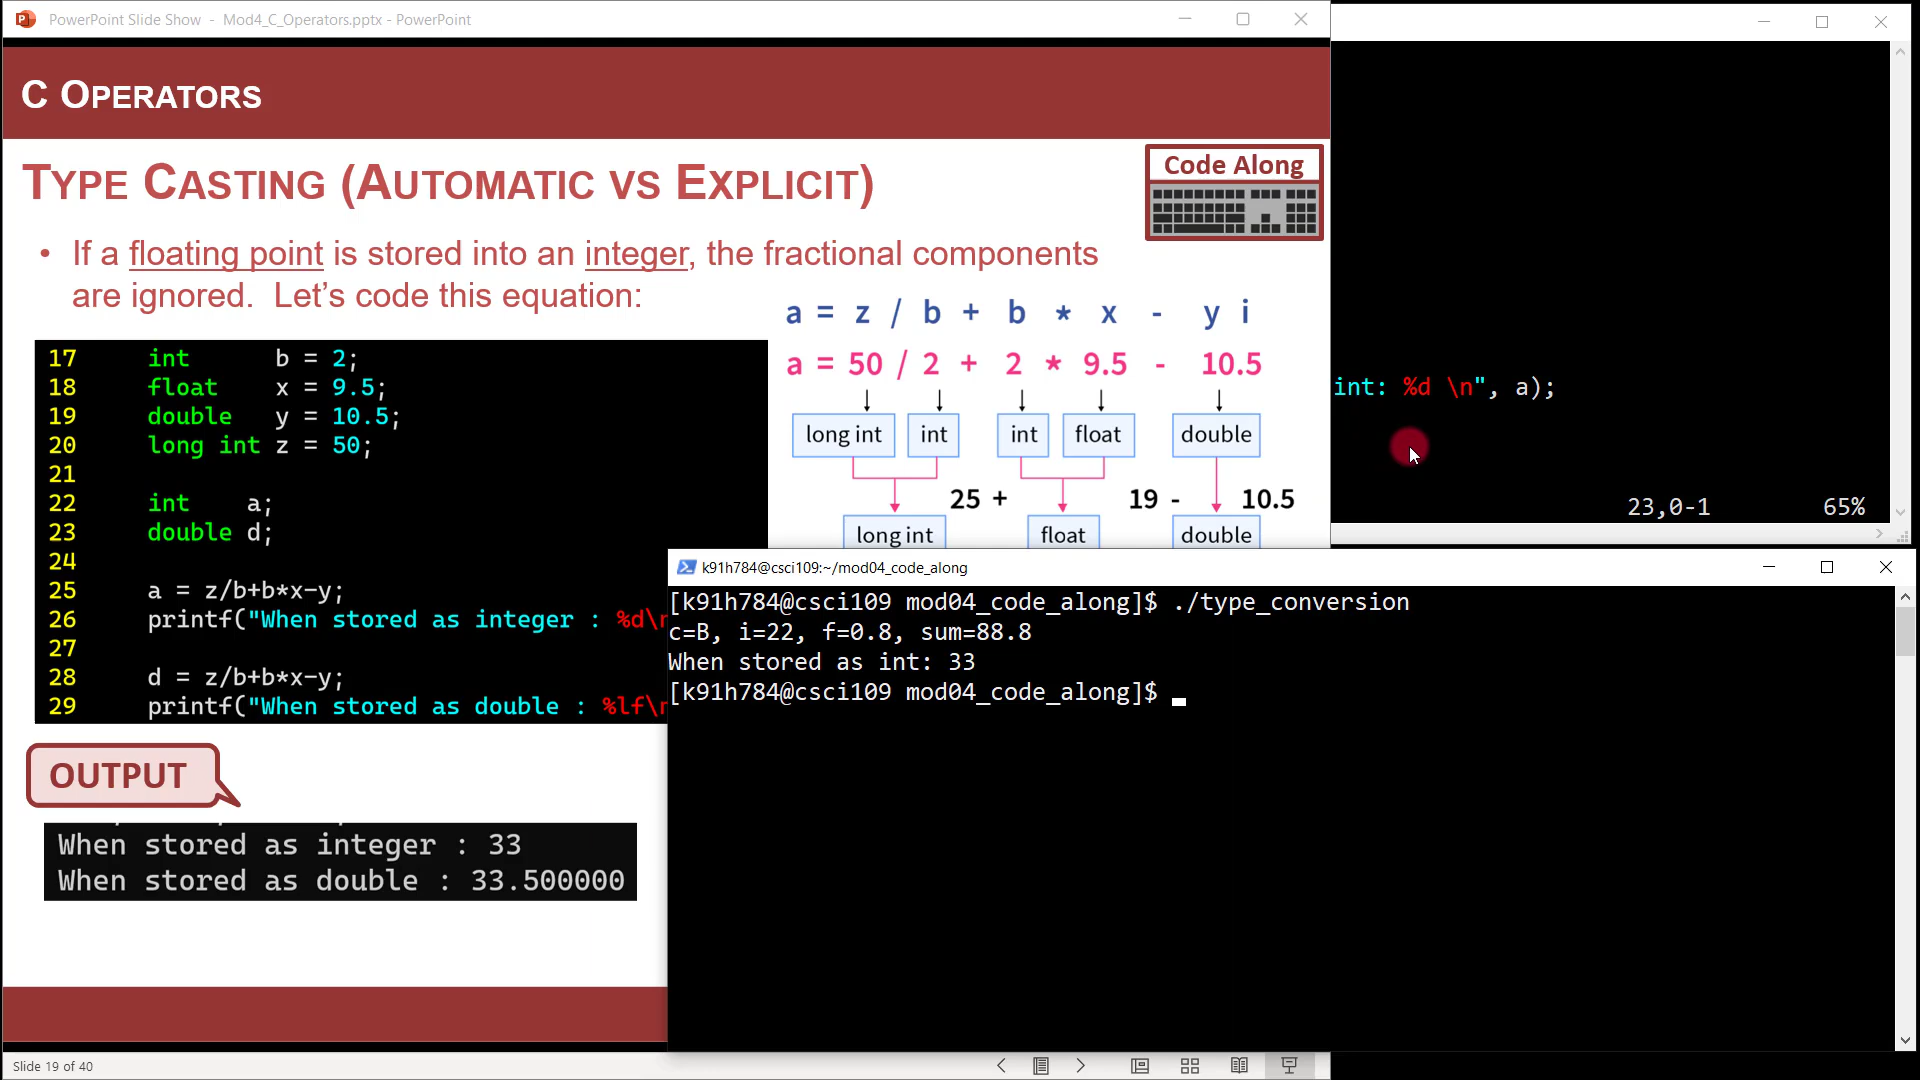 PowerPoint Slide Show - Mod4_C_Operators.pptx - PowerPoint
C OPERATORS
TYPE CASTING (AUTOMATIC VS EXPLICIT)
Code Along
• If a floating point is stored into an integer, the fractional components
are ignored. Let's code this equation:
a = z / b + b * x - y i
a = 50 / 2 + 2 * 9.5 - 10.5
long int int int float double
25 + 19 - 10.5
long int float double
17 int b = 2;
18 float x = 9.5;
19 double y = 10.5;
20 long int z = 50;
21
22 int a;
23 double d;
24
25 a = z/b+b*x-y;
26 printf("When stored as integer : %d\n
27
28 d = z/b+b*x-y;
29 printf("When stored as double : %lf\n
OUTPUT
When stored as integer : 33
When stored as double : 33.500000
Slide 19 of 40
int: %d \n", a);
23,0-1 65%
k91h784@csci109:~/mod04_code_along
[k91h784@csci109 mod04_code_along]$ ./type_conversion
c=B, i=22, f=0.8, sum=88.8
When stored as int: 33
[k91h784@csci109 mod04_code_along]$